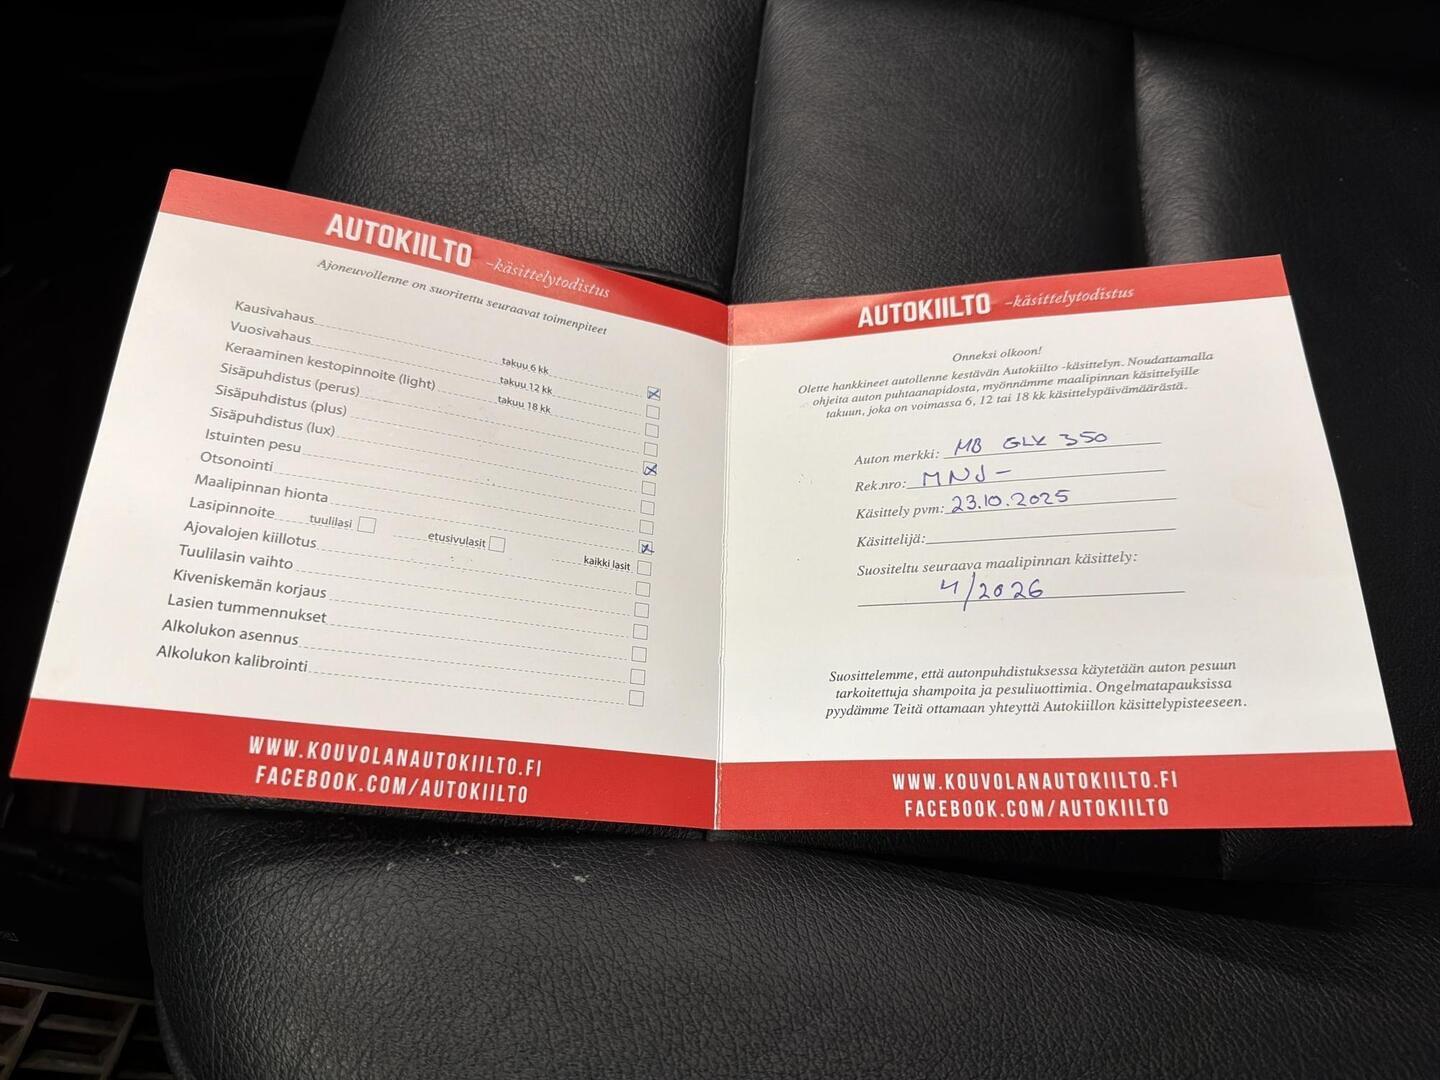 AUTOKIILTO -käsittelytodistus
Ajoneuvollenne on suoritettu seuraavat toimenpiteet
Kausivahaus takuu 6 kk
Vuosivahaus takuu 12 kk
Keraaminen kestopinnoite (light) takuu 18 kk
Sisäpuhdistus (perus)
Sisäpuhdistus (plus)
Sisäpuhdistus (lux)
Istuinten pesu
Otsonointi
Maalipinnan hionta
Lasipinnoite tuulilasi etusivulasit kaikki lasit
Ajovalojen kiillotus
Tuulilasin vaihto
Kiveniskemän korjaus
Lasien tummennukset
Alkolukon asennus
Alkolukon kalibrointi
WWW.KOUVOLANAUTOKIILTO.FI
FACEBOOK.COM/AUTOKIILTO
AUTOKIILTO -käsittelytodistus
Onneksi olkoon!
Olette hankkineet autollenne kestävän Autokiilto -käsittelyn. Noudattamalla
ohjeita auton puhtaanapidosta, myönnämme maalipinnan käsittelyille
takuun, joka on voimassa 6, 12 tai 18 kk käsittelypäivämäärästä.
Auton merkki: MB GLK 350
Rek.nro: MNJ-
Käsittely pvm: 23.10.2025
Käsittelijä:
Suositeltu seuraava maalipinnan käsittely:
4/2026
Suosittelemme, että autonpuhdistuksessa käytetään auton pesuun
tarkoitettuja shampoita ja pesuliuottimia. Ongelmatapauksissa
pyydämme Teitä ottamaan yhteyttä Autokiillon käsittelypisteeseen.
WWW.KOUVOLANAUTOKIILTO.FI
FACEBOOK.COM/AUTOKIILTO